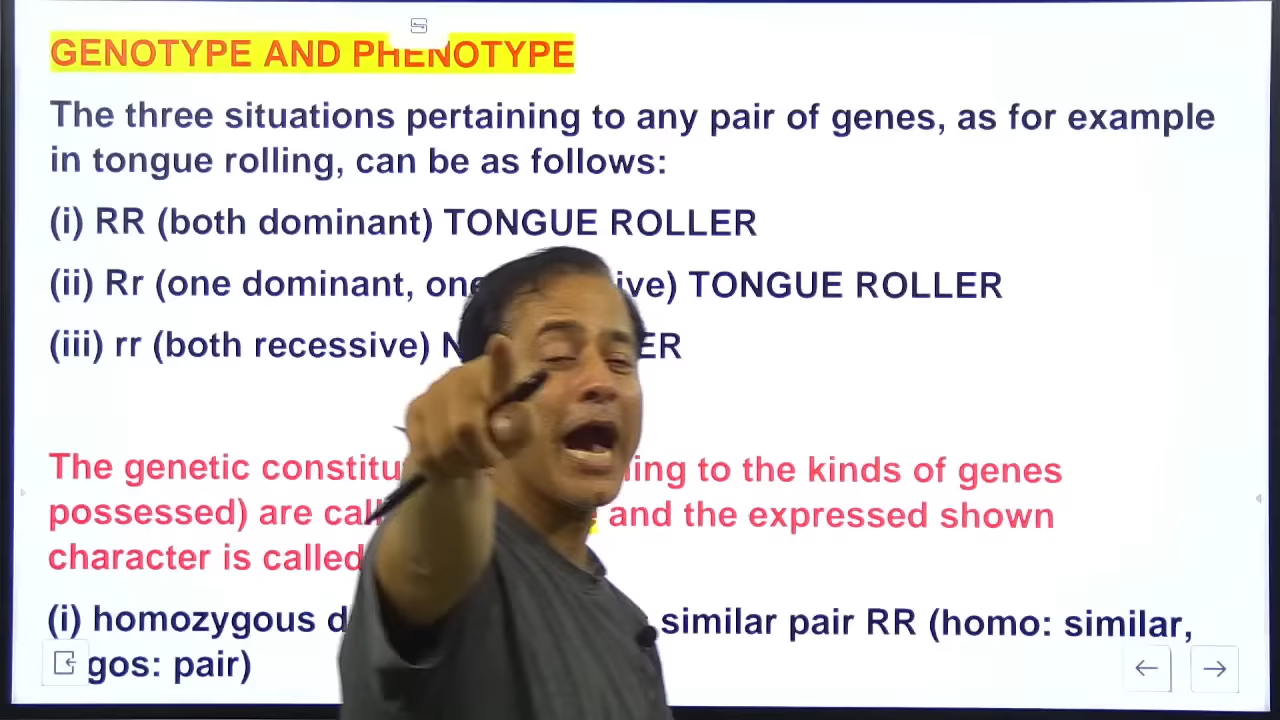 GENOTYPE AND PHENOTYPE
The three situations pertaining to any pair of genes, as for example
in tongue rolling, can be as follows:
(i) RR (both dominant) TONGUE ROLLER
(ii) Rr (one dominant, one ive) TONGUE ROLLER
(iii) rr (both recessive) N ER
The genetic constitu ing to the kinds of genes
possessed) are cal and the expressed shown
character is called
(i) homozygous d similar pair RR (homo: similar,
gos: pair)